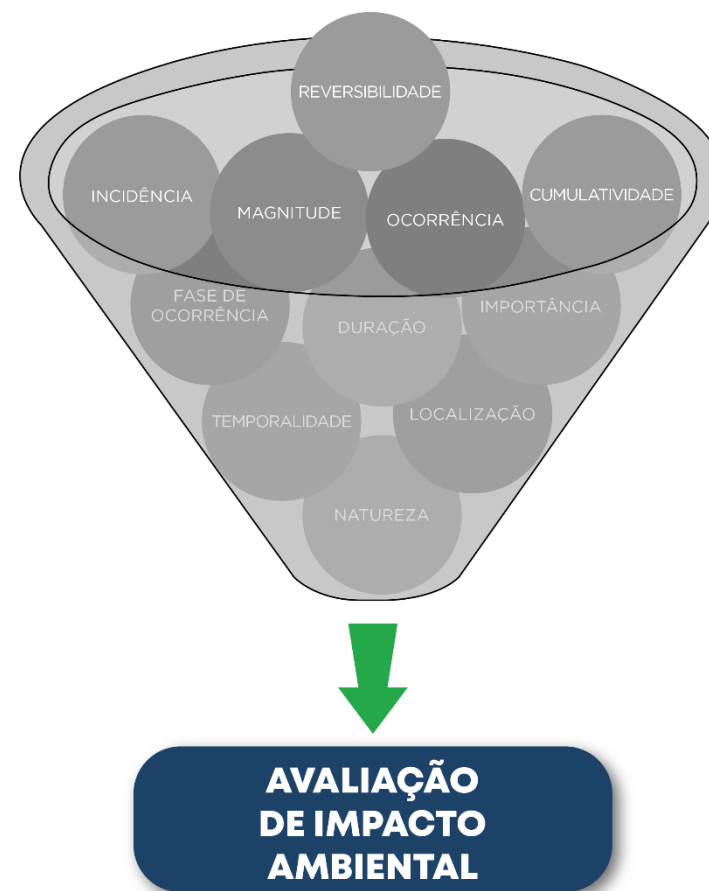 REVERSIBILIDADE
INCIDÊNCIA
MAGNITUDE
OCORRÊNCIA
CUMULATIVIDADE
FASE DE
OCORRÊNCIA
DURAÇÃO
IMPORTÂNCIA
TEMPORALIDADE
LOCALIZAÇÃO
NATUREZA
AVALIAÇÃO
DE IMPACTO
AMBIENTAL